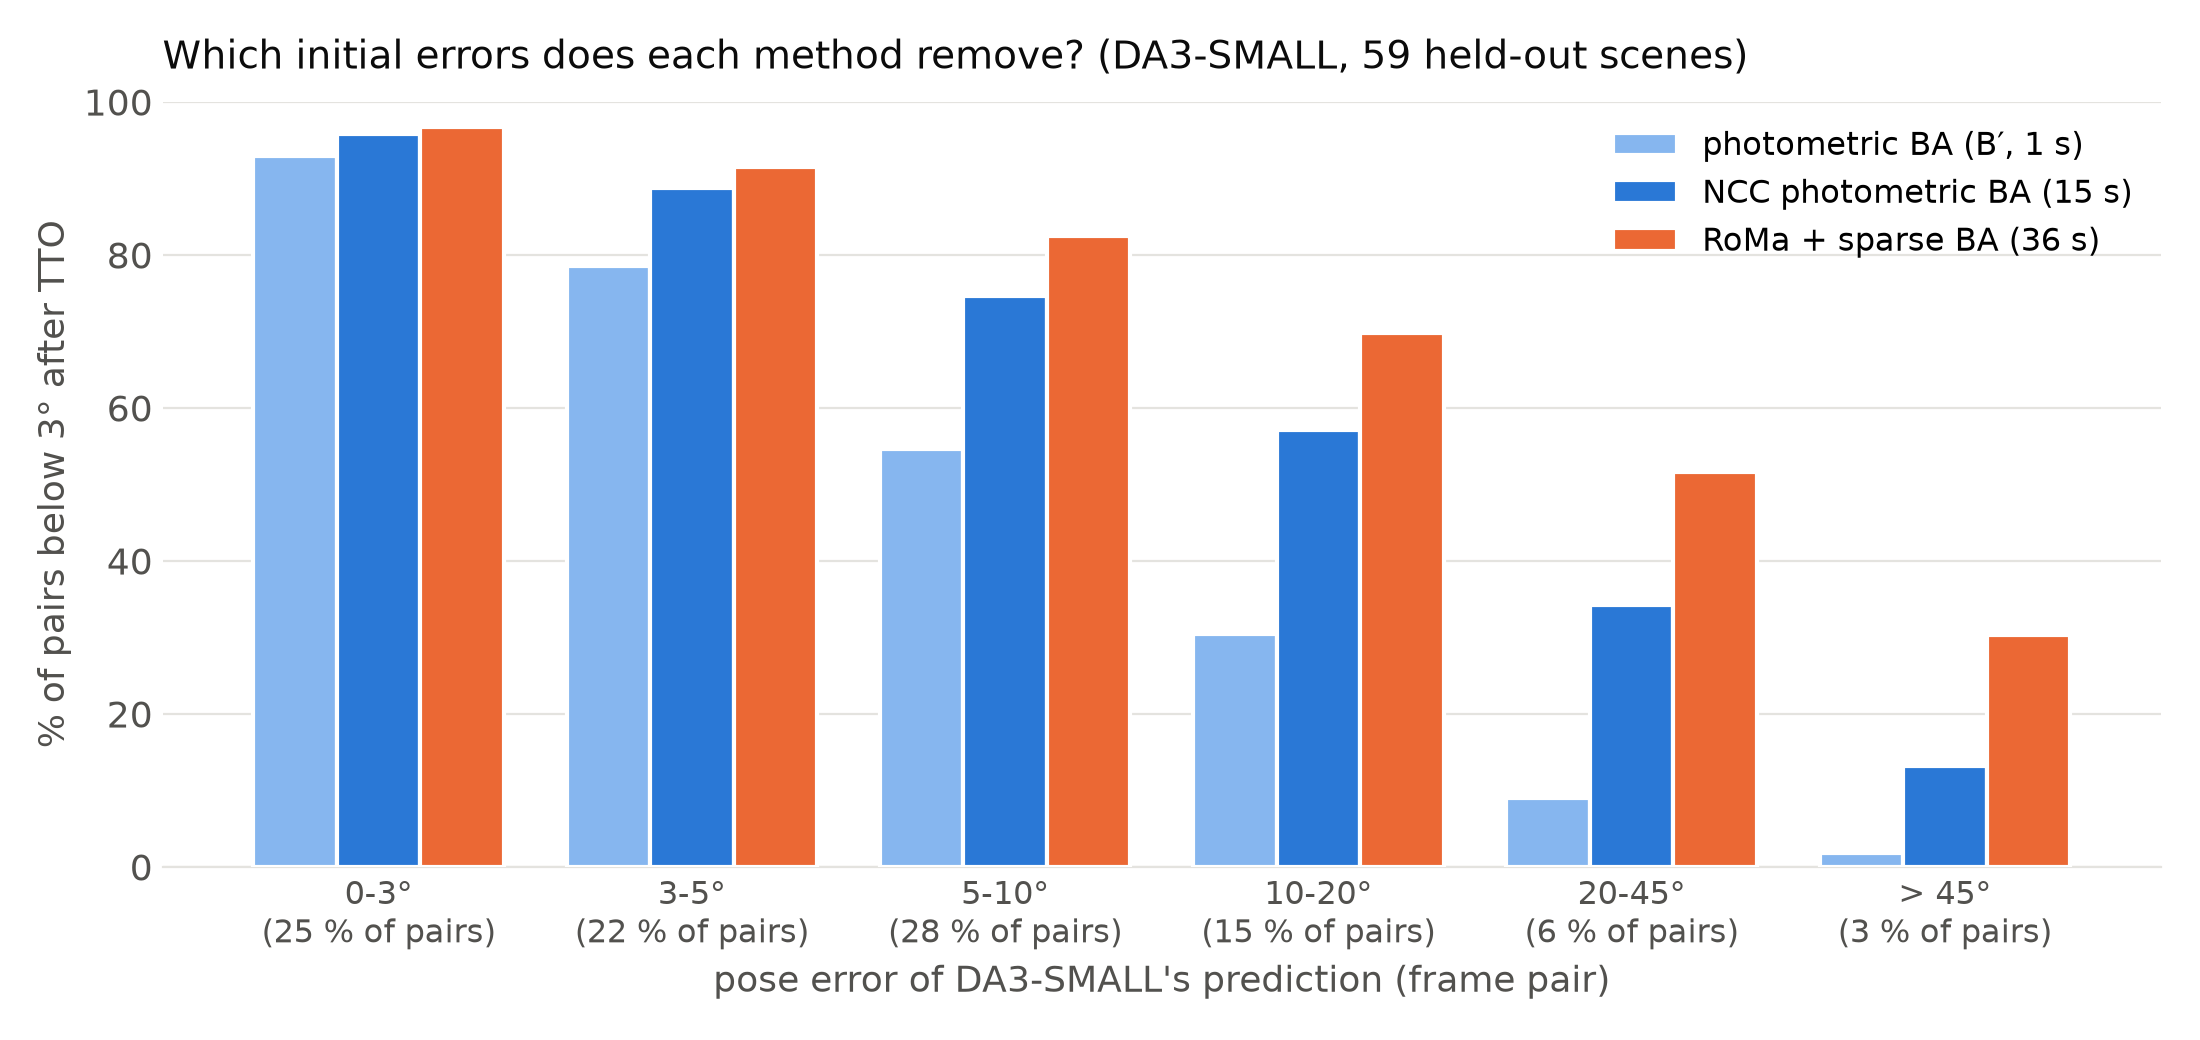 Which initial errors does each method remove? (DA3-SMALL, 59 held-out scenes)
photometric BA (B′, 1 s)
NCC photometric BA (15 s)
RoMa + sparse BA (36 s)
% of pairs below 3° after TTO
100
80
60
40
20
0
0-3°
(25 % of pairs)
3-5°
(22 % of pairs)
5-10°
(28 % of pairs)
10-20°
(15 % of pairs)
20-45°
(6 % of pairs)
> 45°
(3 % of pairs)
pose error of DA3-SMALL's prediction (frame pair)